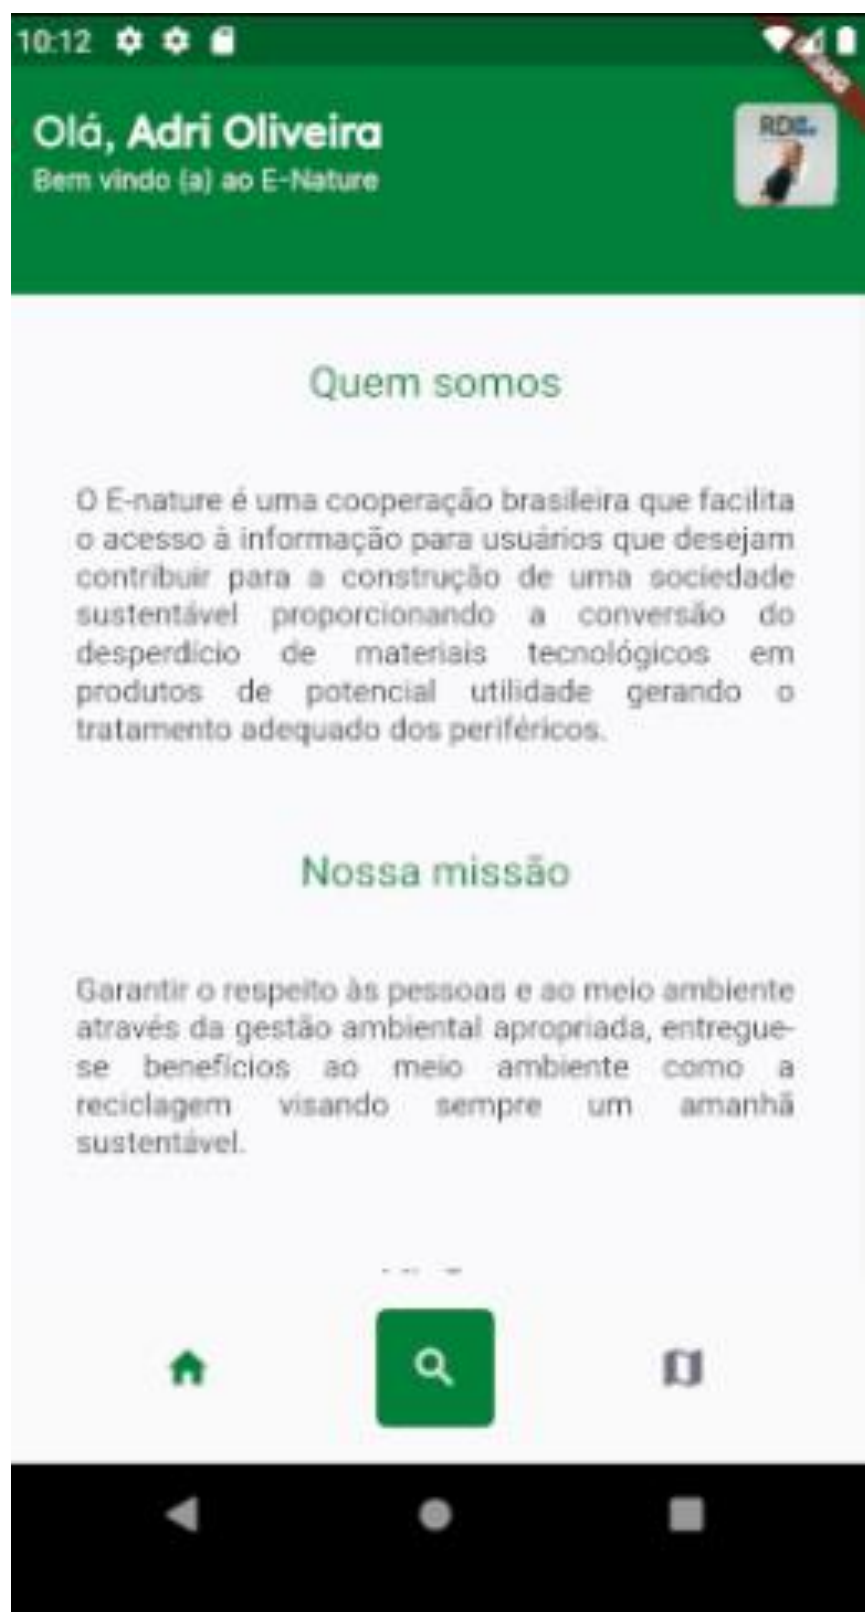 10:12
DEBUG
Olá, Adri Oliveira
Bem vindo (a) ao E-Nature
RD
Quem somos
O E-nature é uma cooperação brasileira que facilita
o acesso à informação para usuários que desejam
contribuir para a construção de uma sociedade
sustentável proporcionando a conversão do
desperdício de materiais tecnológicos em
produtos de potencial utilidade gerando o
tratamento adequado dos periféricos.
Nossa missão
Garantir o respeito às pessoas e ao meio ambiente
através da gestão ambiental apropriada, entregue-
se benefícios ao meio ambiente como a
reciclagem visando sempre um amanhã
sustentável.